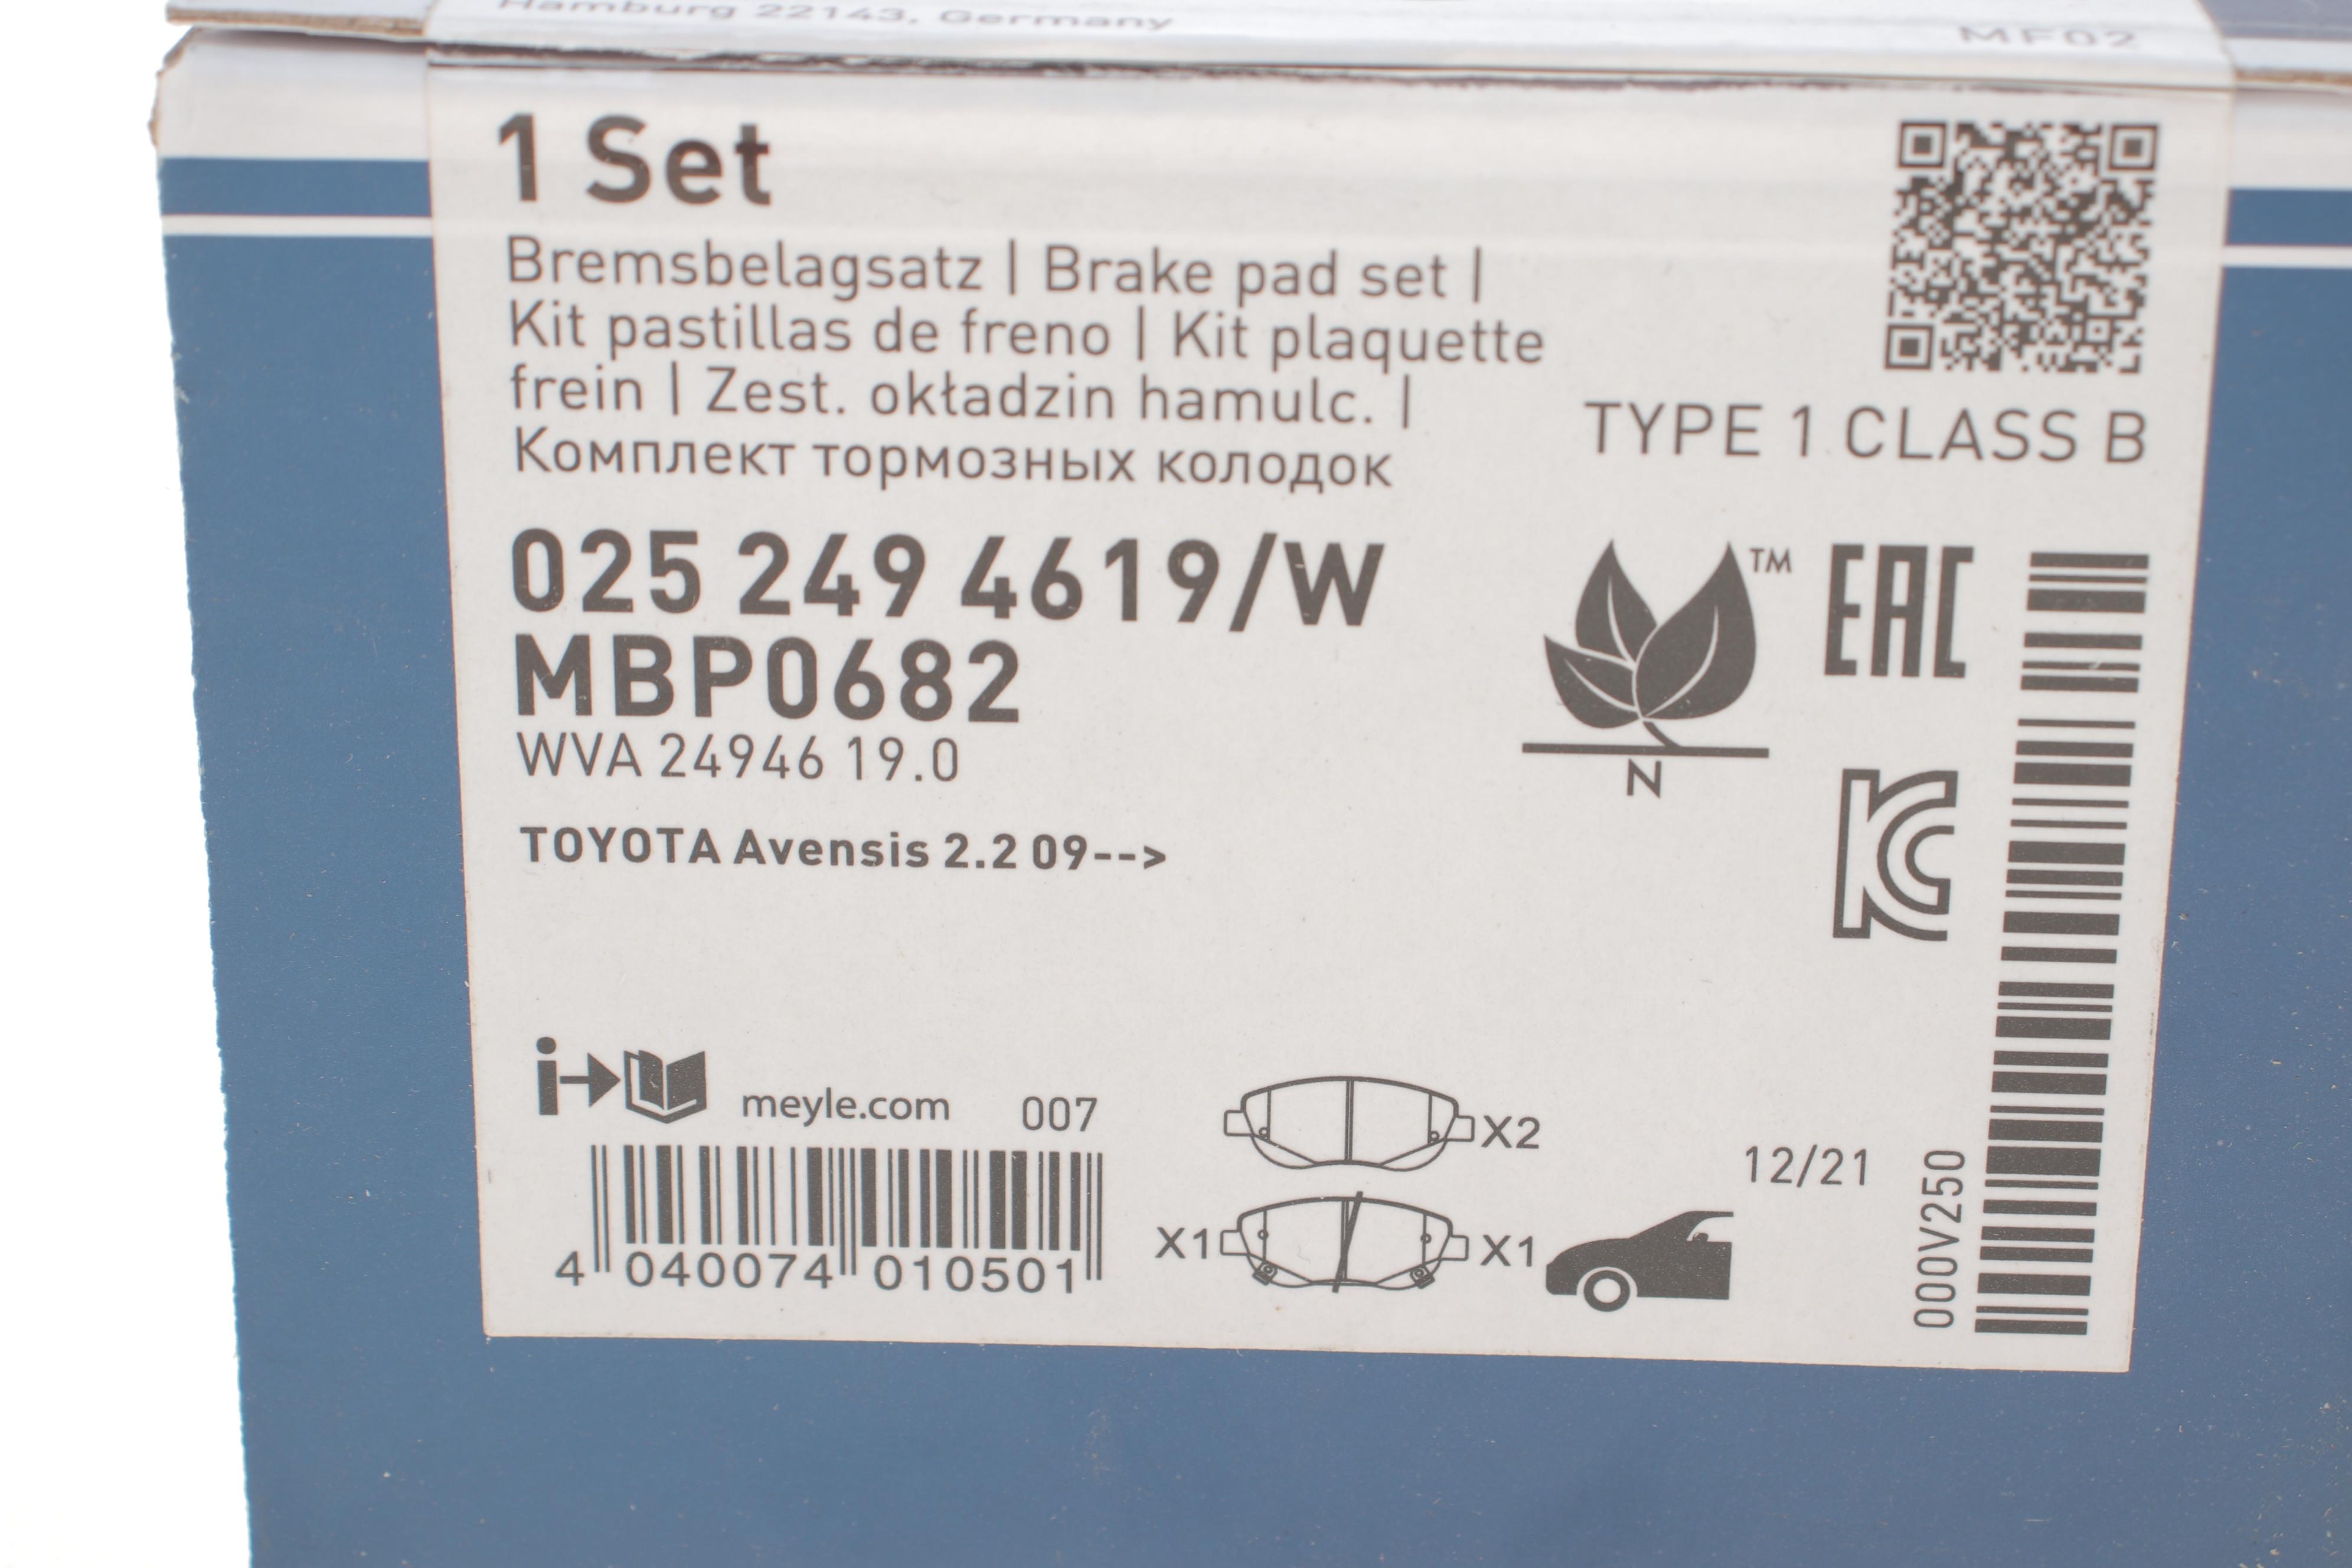 Hamburg 22143, Germany
MF02
1 Set
Bremsbelagsatz | Brake pad set |
Kit pastillas de freno | Kit plaquette
frein | Zest. okładzin hamulc. |
Комплект тормозных колодок
TYPE 1 CLASS B
025 249 4619/W
MBP0682
WVA 24946 19.0
TM
EAC
N
KC
TOYOTA Avensis 2.2 09-->
i
meyle.com
007
4 040074 010501
X2
X1
X1
12/21
000V250